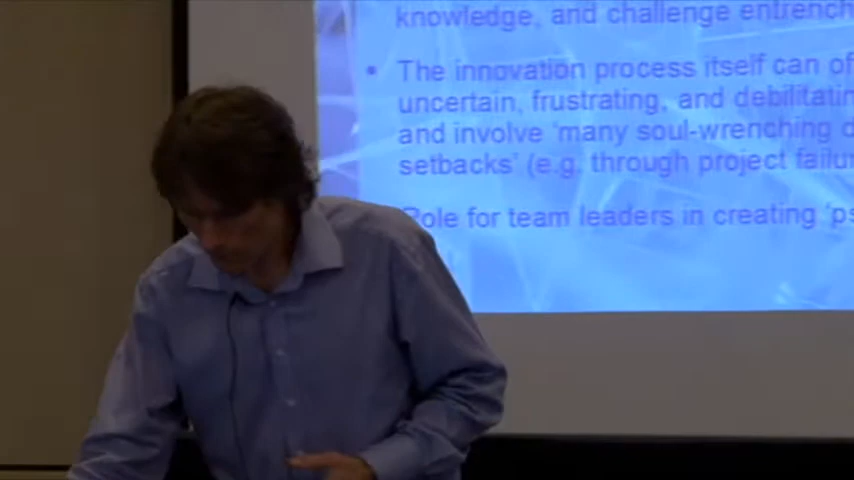 knowledge, and challenge entrench
The innovation process itself can of
uncertain, frustrating, and debilitatin
and involve 'many soul-wrenching d
setbacks' (e.g. through project failur
Role for team leaders in creating 'ps